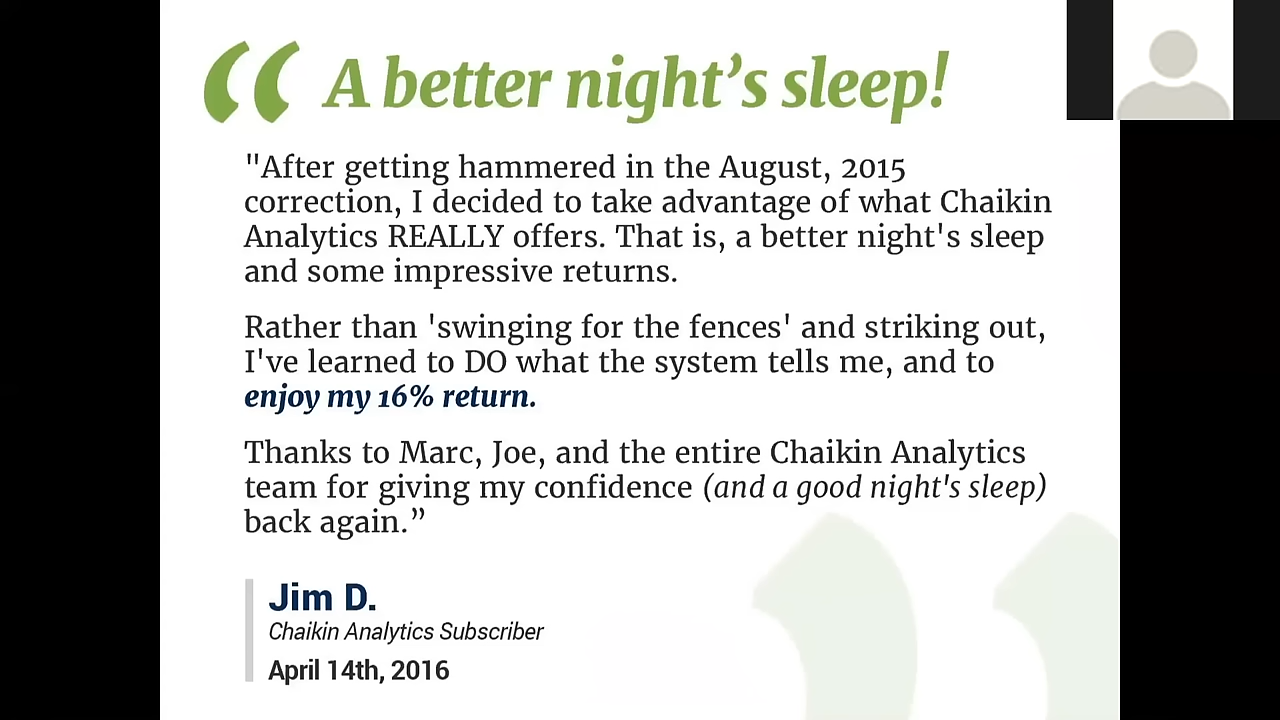 “ A better night’s sleep!
"After getting hammered in the August, 2015
correction, I decided to take advantage of what Chaikin
Analytics REALLY offers. That is, a better night's sleep
and some impressive returns.
Rather than 'swinging for the fences' and striking out,
I've learned to DO what the system tells me, and to
enjoy my 16% return.
Thanks to Marc, Joe, and the entire Chaikin Analytics
team for giving my confidence (and a good night's sleep)
back again.”
Jim D.
Chaikin Analytics Subscriber
April 14th, 2016